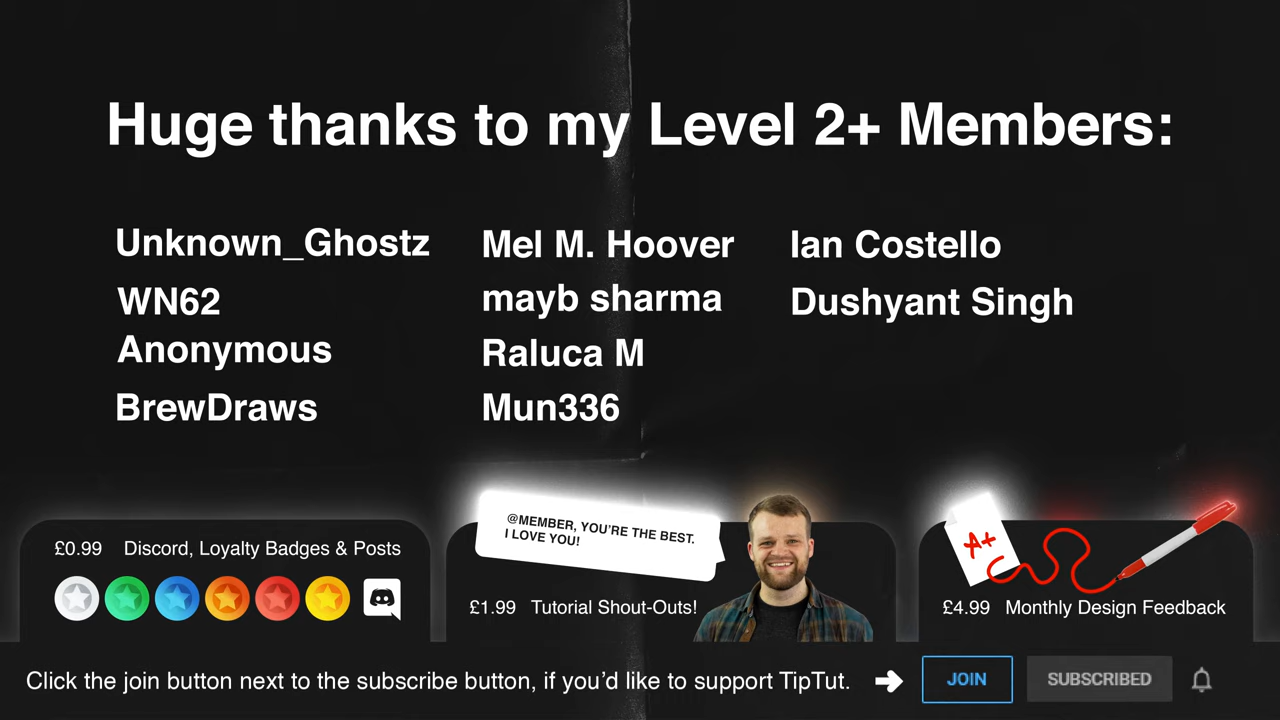 Huge thanks to my Level 2+ Members:
Unknown_Ghostz
WN62
Anonymous
BrewDraws
Mel M. Hoover
mayb sharma
Raluca M
Mun336
Ian Costello
Dushyant Singh
£0.99 Discord, Loyalty Badges & Posts
@MEMBER, YOU'RE THE BEST.
I LOVE YOU!
£1.99 Tutorial Shout-Outs!
A+
£4.99 Monthly Design Feedback
Click the join button next to the subscribe button, if you'd like to support TipTut.
JOIN
SUBSCRIBED